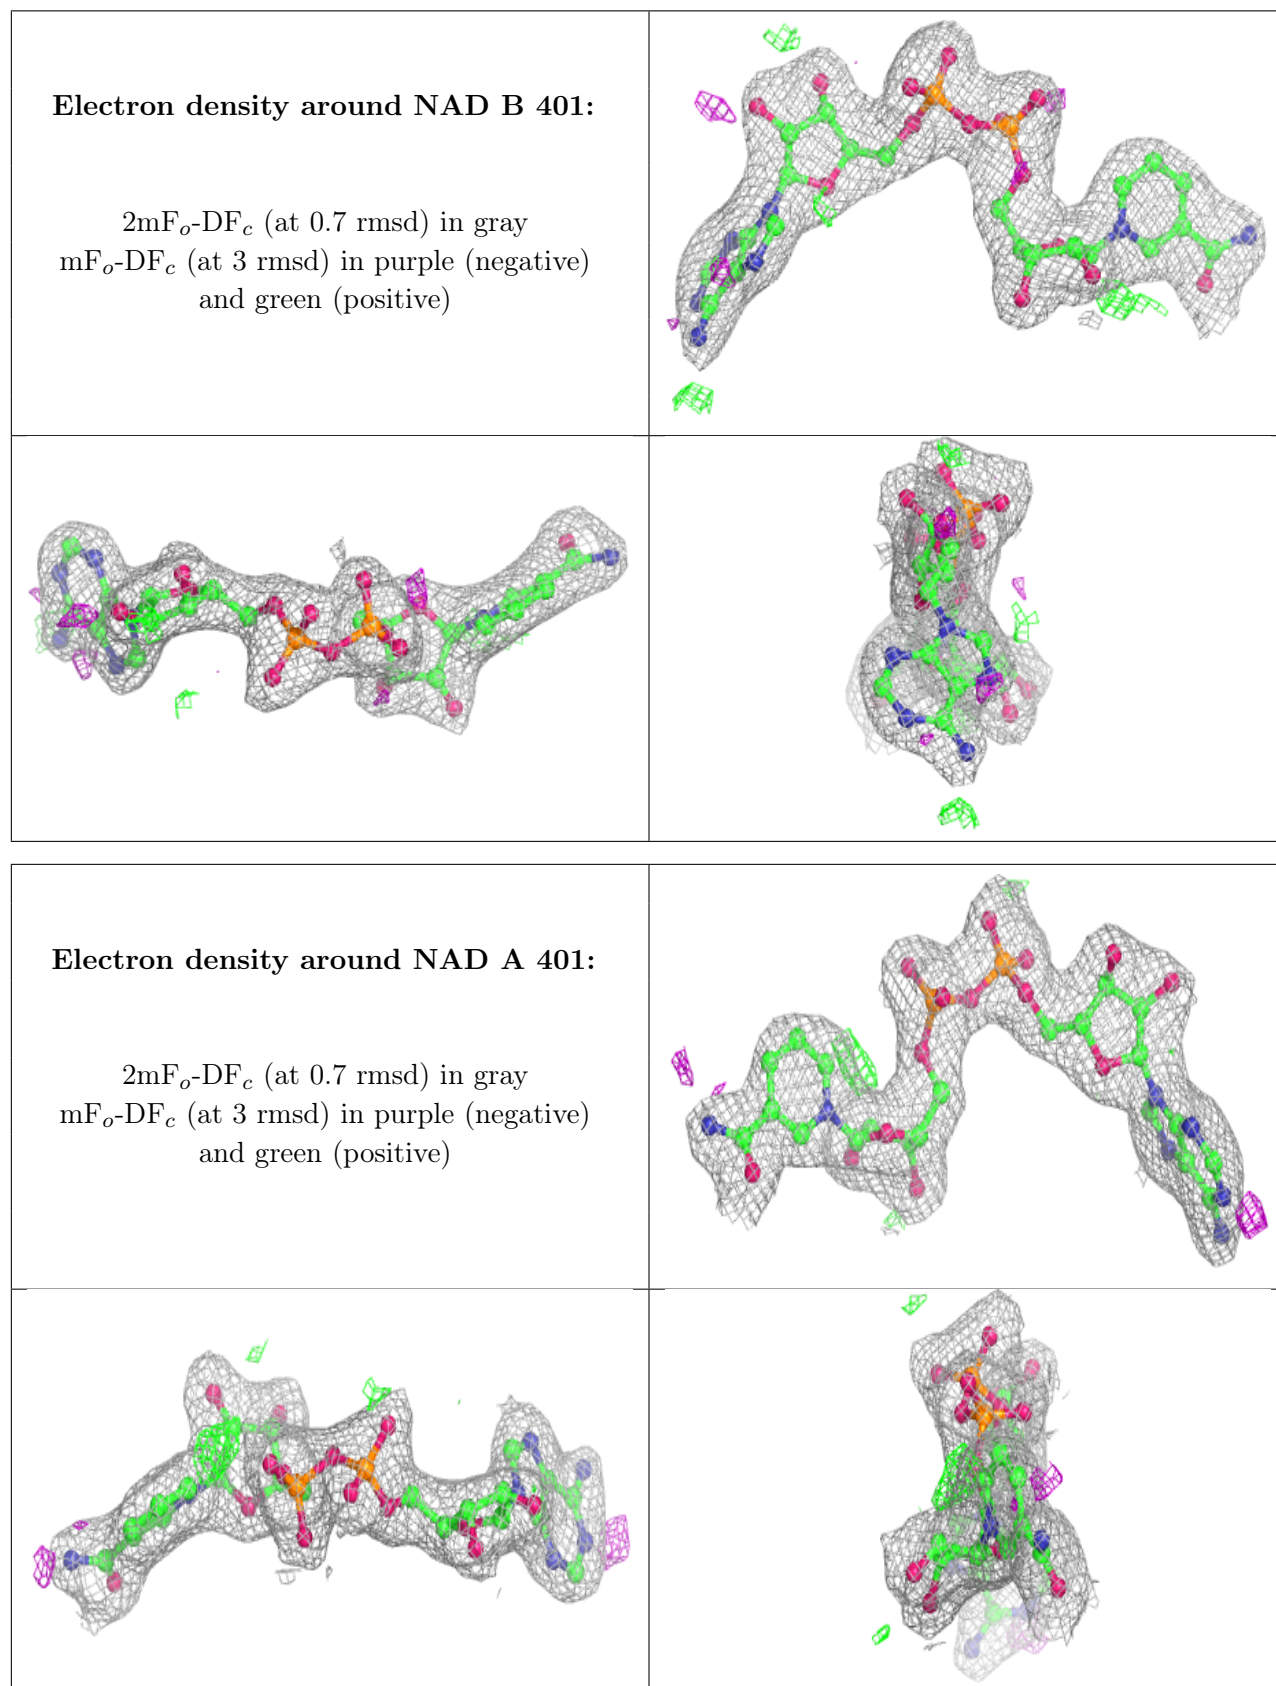 Electron density around NAD B 401:
2mFₒ-DF𝒸 (at 0.7 rmsd) in gray
mFₒ-DF𝒸 (at 3 rmsd) in purple (negative)
and green (positive)
Electron density around NAD A 401:
2mFₒ-DF𝒸 (at 0.7 rmsd) in gray
mFₒ-DF𝒸 (at 3 rmsd) in purple (negative)
and green (positive)